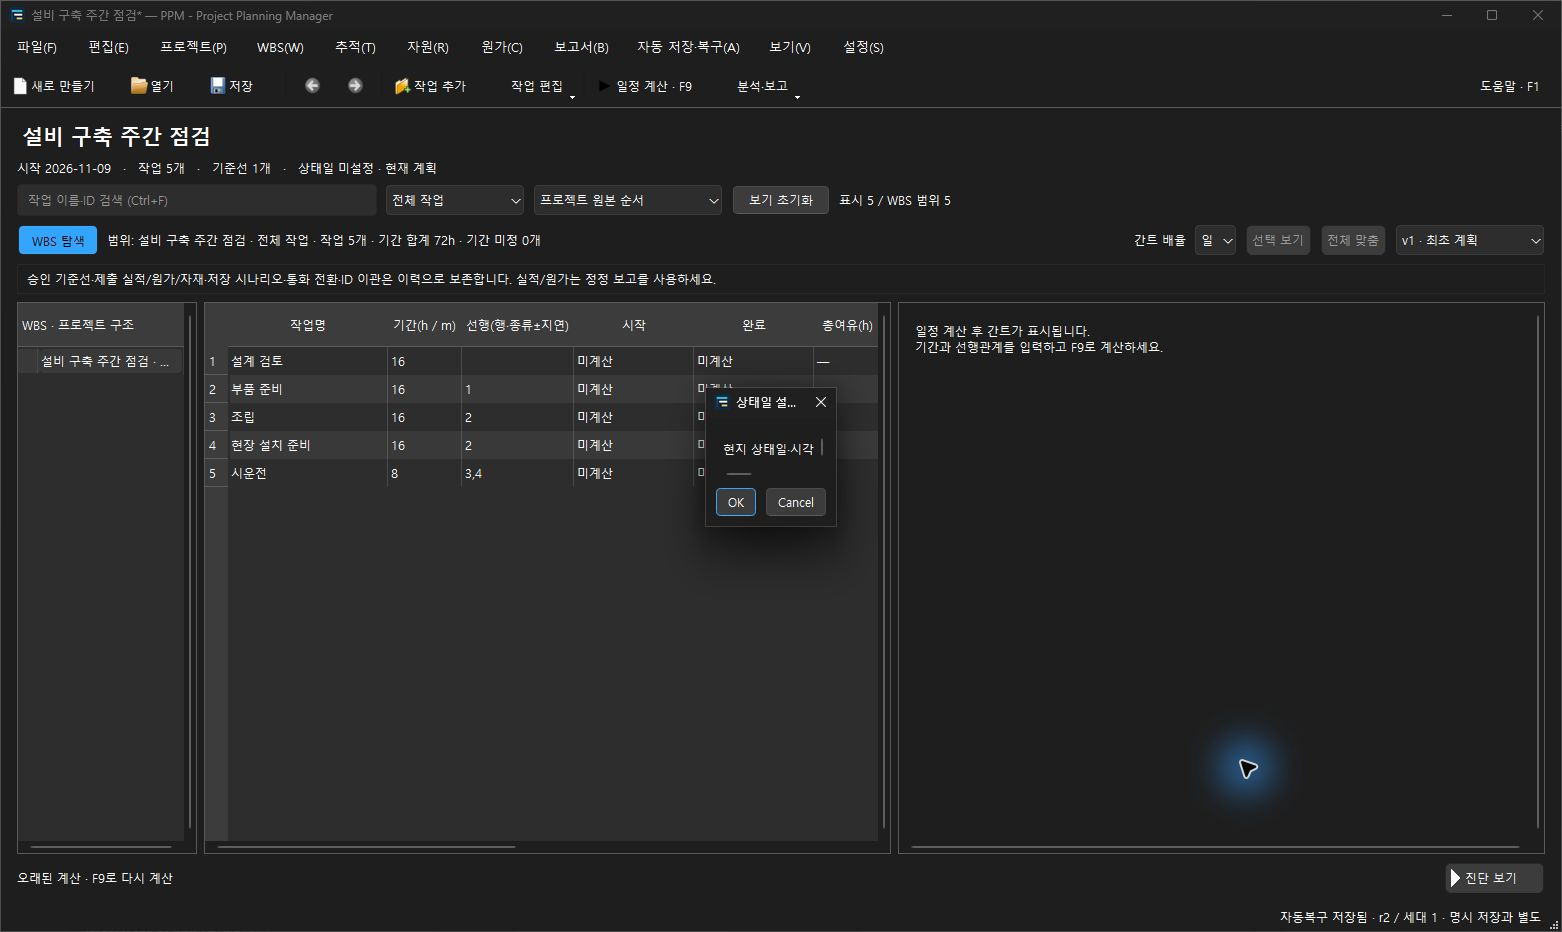 설비 구축 주간 점검* — PPM - Project Planning Manager
파일(F) 편집(E) 프로젝트(P) WBS(W) 추적(T) 자원(R) 원가(C) 보고서(B) 자동 저장·복구(A) 보기(V) 설정(S)
새로 만들기 열기 저장 작업 추가 작업 편집 일정 계산 · F9 분석·보고 도움말 · F1
설비 구축 주간 점검
시작 2026-11-09 · 작업 5개 · 기준선 1개 · 상태일 미설정 · 현재 계획
작업 이름·ID 검색 (Ctrl+F) 전체 작업 프로젝트 원본 순서 보기 초기화 표시 5 / WBS 범위 5
WBS 탐색 범위: 설비 구축 주간 점검 · 전체 작업 · 작업 5개 · 기간 합계 72h · 기간 미정 0개 간트 배율 일 선택 보기 전체 맞춤 v1 · 최초 계획
승인 기준선·제출 실적/원가/자재·저장 시나리오·통화 전환·ID 이관은 이력으로 보존합니다. 실적/원가는 정정 보고를 사용하세요.
WBS · 프로젝트 구조
설비 구축 주간 점검 · ...
작업명 기간(h / m) 선행(행·종류±지연) 시작 완료 총여유(h)
1 설계 검토 16 미계산 미계산 —
2 부품 준비 16 1 미계산 미계산
3 조립 16 2 미계산
4 현장 설치 준비 16 2 미계산
5 시운전 8 3,4 미계산
상태일 설...
현지 상태일·시각
OK Cancel
일정 계산 후 간트가 표시됩니다.
기간과 선행관계를 입력하고 F9로 계산하세요.
오래된 계산 · F9로 다시 계산
진단 보기
자동복구 저장됨 · r2 / 세대 1 · 명시 저장과 별도